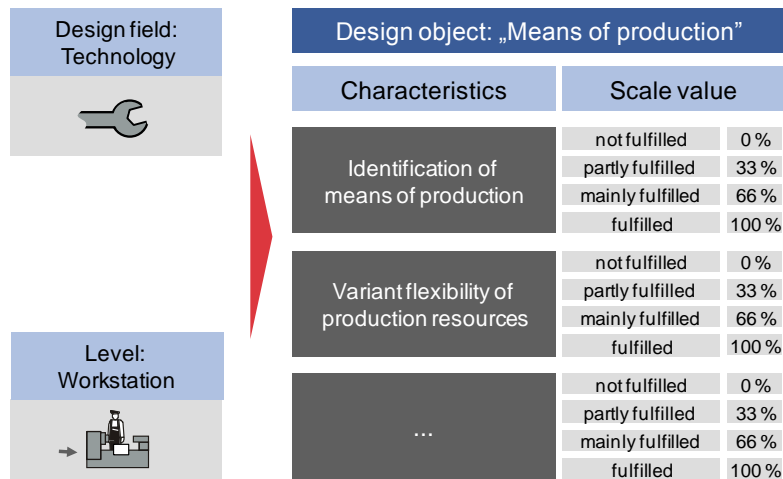 Design field:
Technology
Level:
Workstation
Design object: „Means of production”
Characteristics Scale value
Identification of
means of production
not fulfilled 0 %
partly fulfilled 33 %
mainly fulfilled 66 %
fulfilled 100 %
Variant flexibility of
production resources
not fulfilled 0 %
partly fulfilled 33 %
mainly fulfilled 66 %
fulfilled 100 %
...
not fulfilled 0 %
partly fulfilled 33 %
mainly fulfilled 66 %
fulfilled 100 %